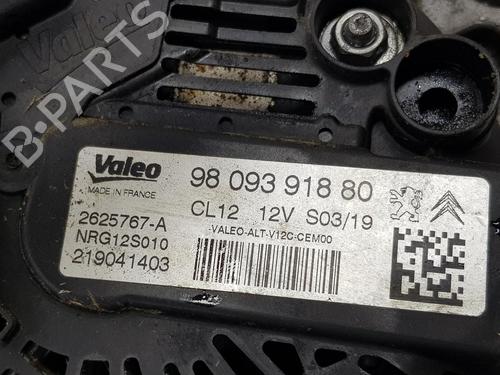 Valeo
B-PARTS
Valeo
MADE IN FRANCE
98 093 918 80
CL12 12V S03/19
-VALEO-ALT-V12C-CEM00
2625767-A
NRG12S010
219041403